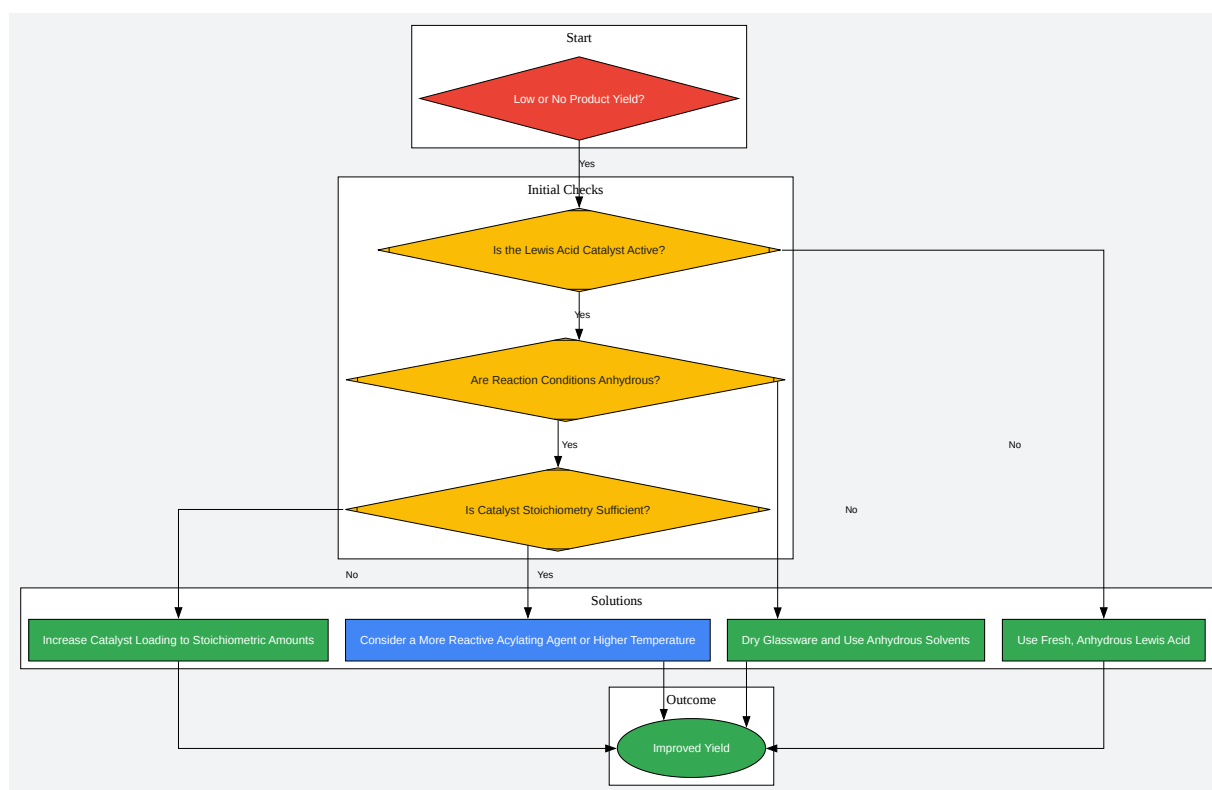 Start
Low or No Product Yield?
Yes
Initial Checks
Is the Lewis Acid Catalyst Active?
Yes
Are Reaction Conditions Anhydrous?
Yes
No
Is Catalyst Stoichiometry Sufficient?
No
No
Yes
Solutions
Increase Catalyst Loading to Stoichiometric Amounts
Consider a More Reactive Acylating Agent or Higher Temperature
Dry Glassware and Use Anhydrous Solvents
Use Fresh, Anhydrous Lewis Acid
Outcome
Improved Yield